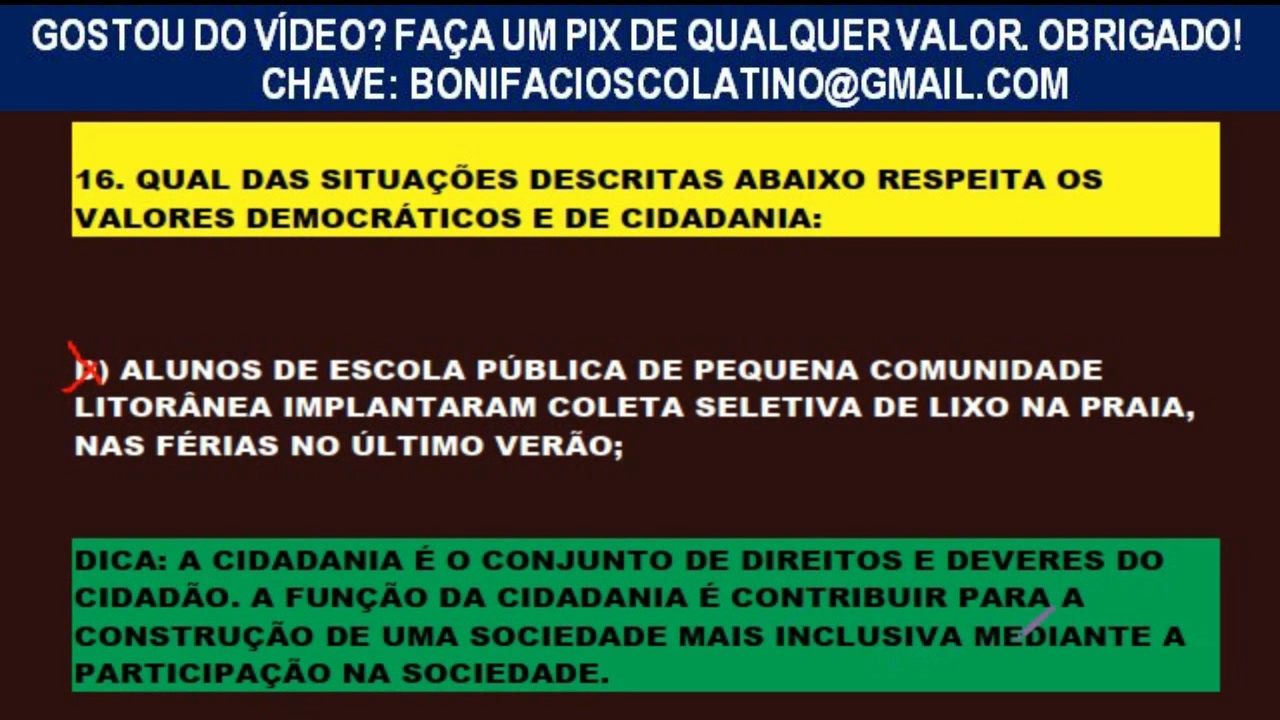 GOSTOU DO VÍDEO? FAÇA UM PIX DE QUALQUER VALOR. OBRIGADO!
CHAVE: BONIFACIOSCOLATINO@GMAIL.COM
16. QUAL DAS SITUAÇÕES DESCRITAS ABAIXO RESPEITA OS
VALORES DEMOCRÁTICOS E DE CIDADANIA:
) ALUNOS DE ESCOLA PÚBLICA DE PEQUENA COMUNIDADE
LITORÂNEA IMPLANTARAM COLETA SELETIVA DE LIXO NA PRAIA,
NAS FÉRIAS NO ÚLTIMO VERÃO;
DICA: A CIDADANIA É O CONJUNTO DE DIREITOS E DEVERES DO
CIDADÃO. A FUNÇÃO DA CIDADANIA É CONTRIBUIR PARA A
CONSTRUÇÃO DE UMA SOCIEDADE MAIS INCLUSIVA MEDIANTE A
PARTICIPAÇÃO NA SOCIEDADE.